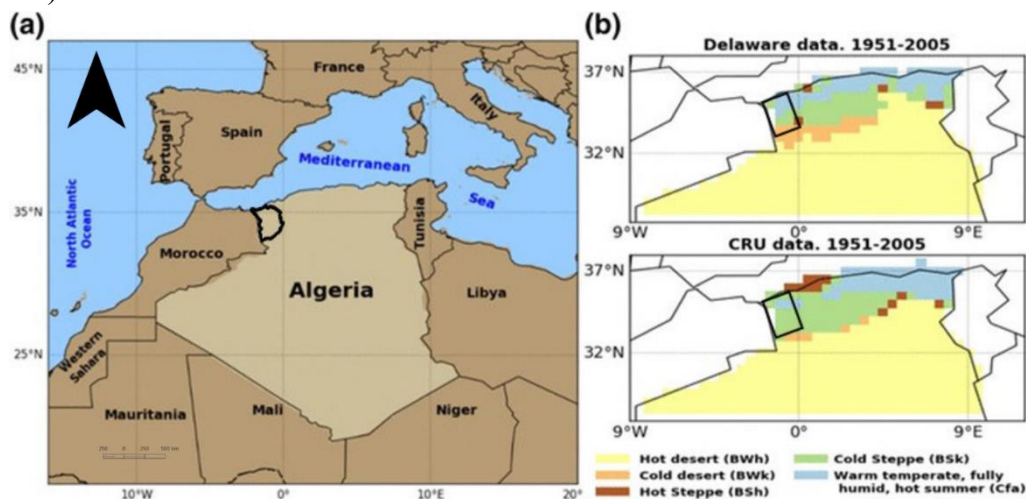 (a)
45°N
35°N
25°N
10°W
0°
10°E
20°
France
Italy
Spain
Portugal
Mediterranean
Sea
North Atlantic
Ocean
Morocco
Tunisia
Algeria
Libya
Western
Sahara
Mauritania
Mali
Niger
(b)
Delaware data. 1951-2005
37°N
32°N
9°W
0°
9°E
CRU data. 1951-2005
37°N
32°N
9°W
0°
9°E
Hot desert (BWh)
Cold desert (BWk)
Hot Steppe (BSh)
Cold Steppe (BSk)
Warm temperate, fully
humid, hot summer (Cfa)